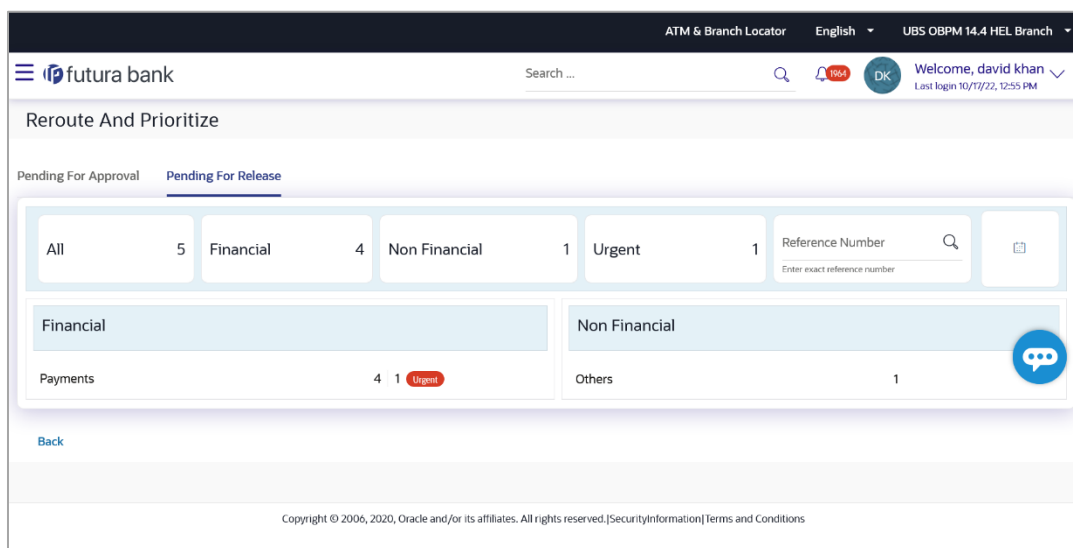 ATM & Branch Locator English UBS OBPM 14.4 HEL Branch
futura bank Search ... 1964 DK Welcome, david khan
Last login 10/17/22, 12:55 PM
Reroute And Prioritize
Pending For Approval Pending For Release
All 5 Financial 4 Non Financial 1 Urgent 1 Reference Number
Enter exact reference number
Financial Non Financial
Payments 4 1 Urgent Others 1
Back
Copyright © 2006, 2020, Oracle and/or its affiliates. All rights reserved.|SecurityInformation|Terms and Conditions